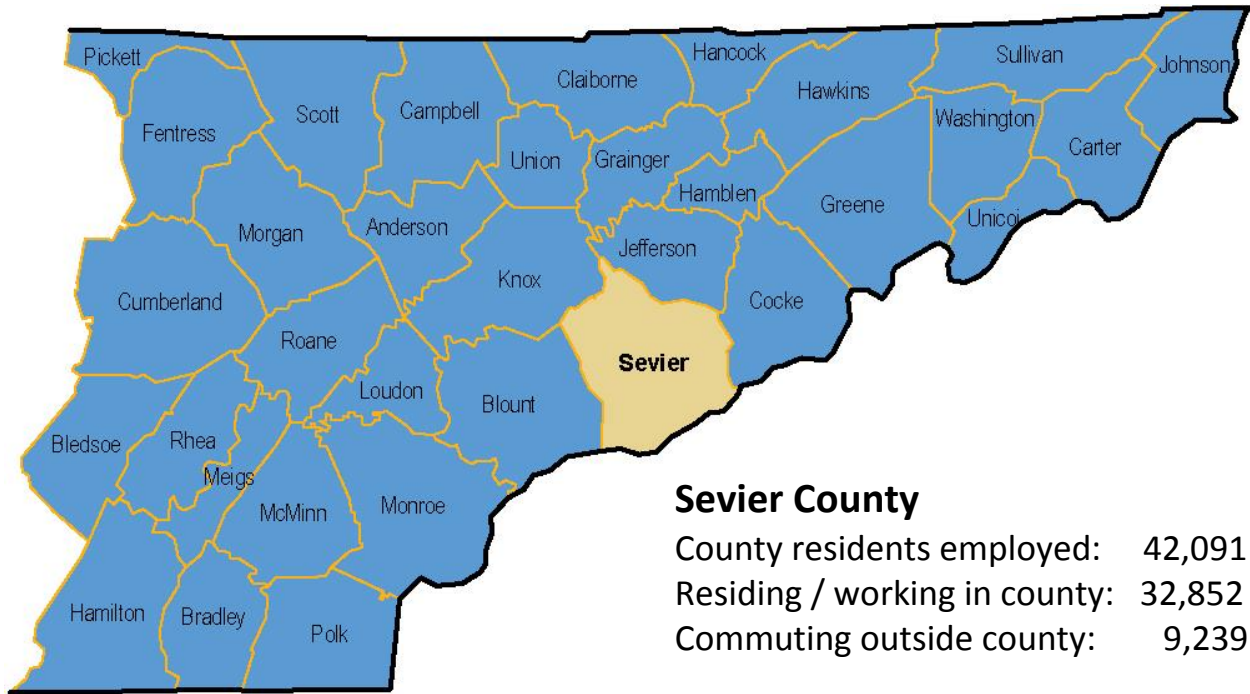 Pickett
Hancock
Sullivan
Johnson
Claiborne
Scott
Campbell
Hawkins
Fentress
Washington
Union
Grainger
Carter
Hamblen
Morgan
Anderson
Greene
Unicoi
Jefferson
Knox
Cumberland
Cocke
Roane
Sevier
Loudon
Blount
Bledsoe
Rhea
Meigs
McMinn
Monroe
Hamilton
Bradley
Polk
Sevier County
County residents employed: 42,091
Residing / working in county: 32,852
Commuting outside county: 9,239